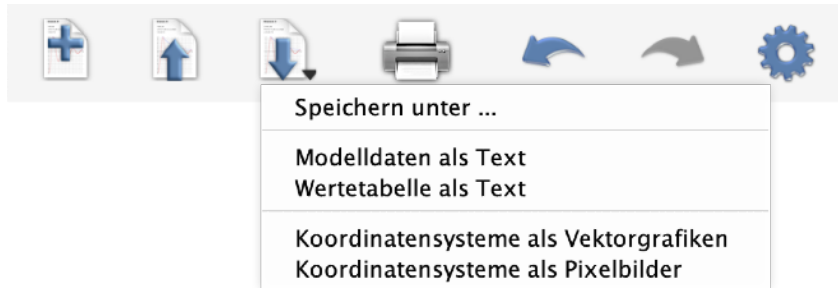 Speichern unter ...
Modelldaten als Text
Wertetabelle als Text
Koordinatensysteme als Vektorgrafiken
Koordinatensysteme als Pixelbilder